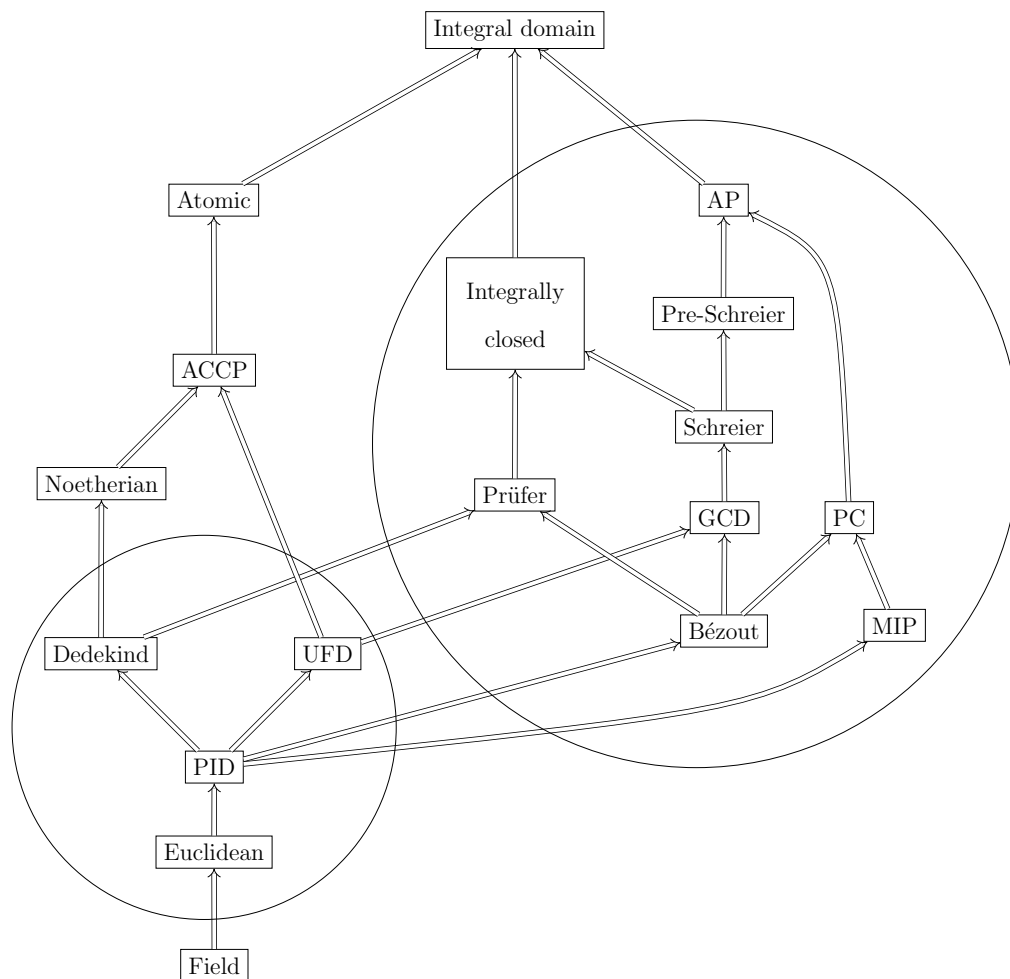 Integral domain
Atomic
AP
Integrally
closed
Pre-Schreier
ACCP
Schreier
Noetherian
Prüfer
GCD
PC
Dedekind
UFD
Bézout
MIP
PID
Euclidean
Field